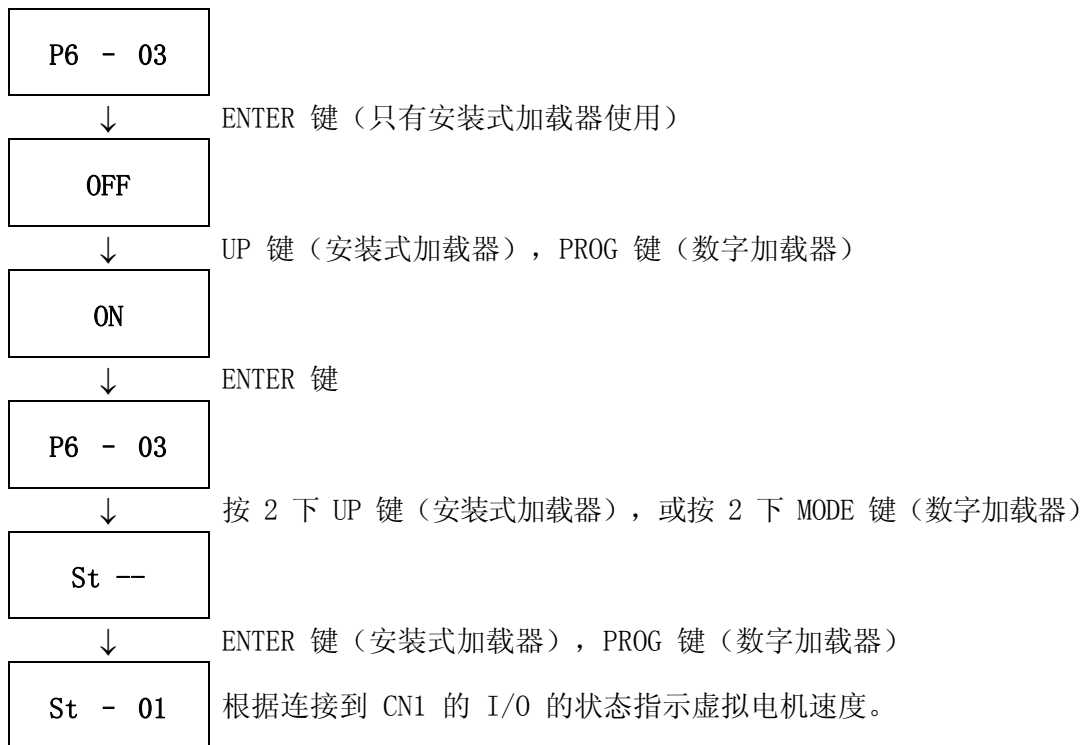 P6 - 03
↓ ENTER 键（只有安装式加载器使用）
OFF
↓ UP 键（安装式加载器），PROG 键（数字加载器）
ON
↓ ENTER 键
P6 - 03
↓ 按 2 下 UP 键（安装式加载器），或按 2 下 MODE 键（数字加载器）
St --
↓ ENTER 键（安装式加载器），PROG 键（数字加载器）
St - 01 根据连接到 CN1 的 I/O 的状态指示虚拟电机速度。